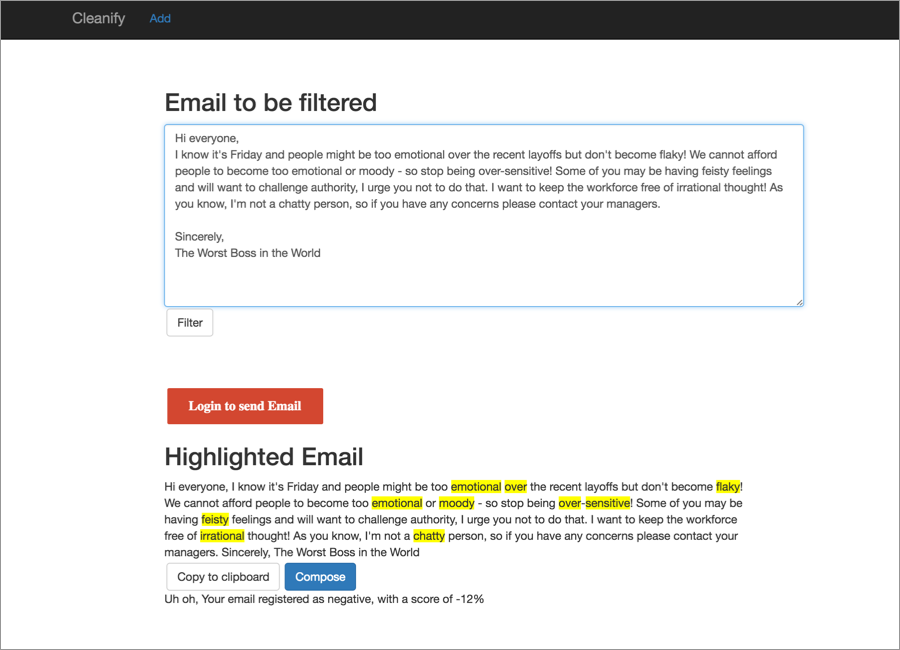 Cleanify Add
Email to be filtered
Hi everyone,
I know it's Friday and people might be too emotional over the recent layoffs but don't become flaky! We cannot afford
people to become too emotional or moody - so stop being over-sensitive! Some of you may be having feisty feelings
and will want to challenge authority, I urge you not to do that. I want to keep the workforce free of irrational thought! As
you know, I'm not a chatty person, so if you have any concerns please contact your managers.
Sincerely,
The Worst Boss in the World
Filter
Login to send Email
Highlighted Email
Hi everyone, I know it's Friday and people might be too emotional over the recent layoffs but don't become flaky!
We cannot afford people to become too emotional or moody - so stop being over-sensitive! Some of you may be
having feisty feelings and will want to challenge authority, I urge you not to do that. I want to keep the workforce
free of irrational thought! As you know, I'm not a chatty person, so if you have any concerns please contact your
managers. Sincerely, The Worst Boss in the World
Copy to clipboard Compose
Uh oh, Your email registered as negative, with a score of -12%